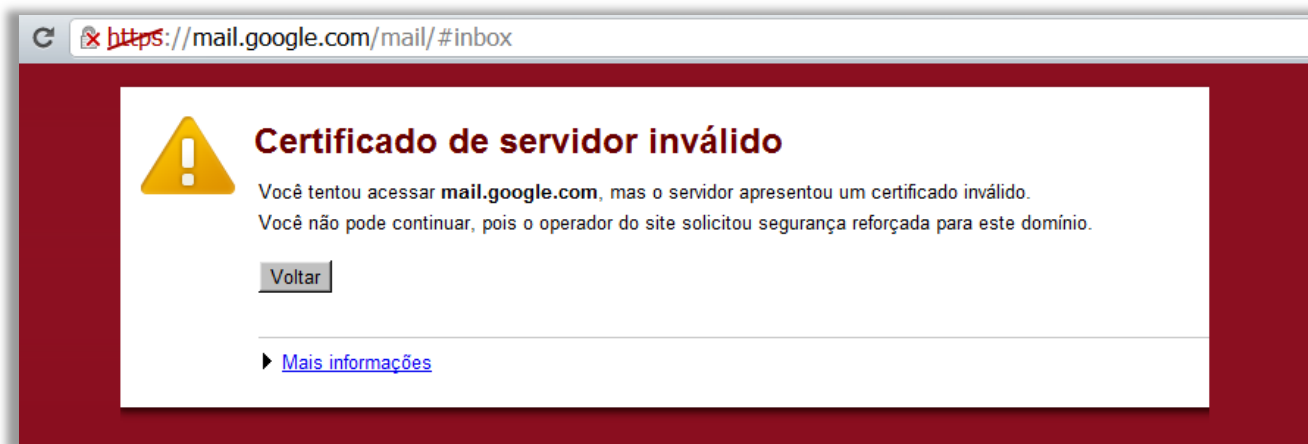 https://mail.google.com/mail/#inbox
Certificado de servidor inválido
Você tentou acessar mail.google.com, mas o servidor apresentou um certificado inválido.
Você não pode continuar, pois o operador do site solicitou segurança reforçada para este domínio.
Voltar
Mais informações